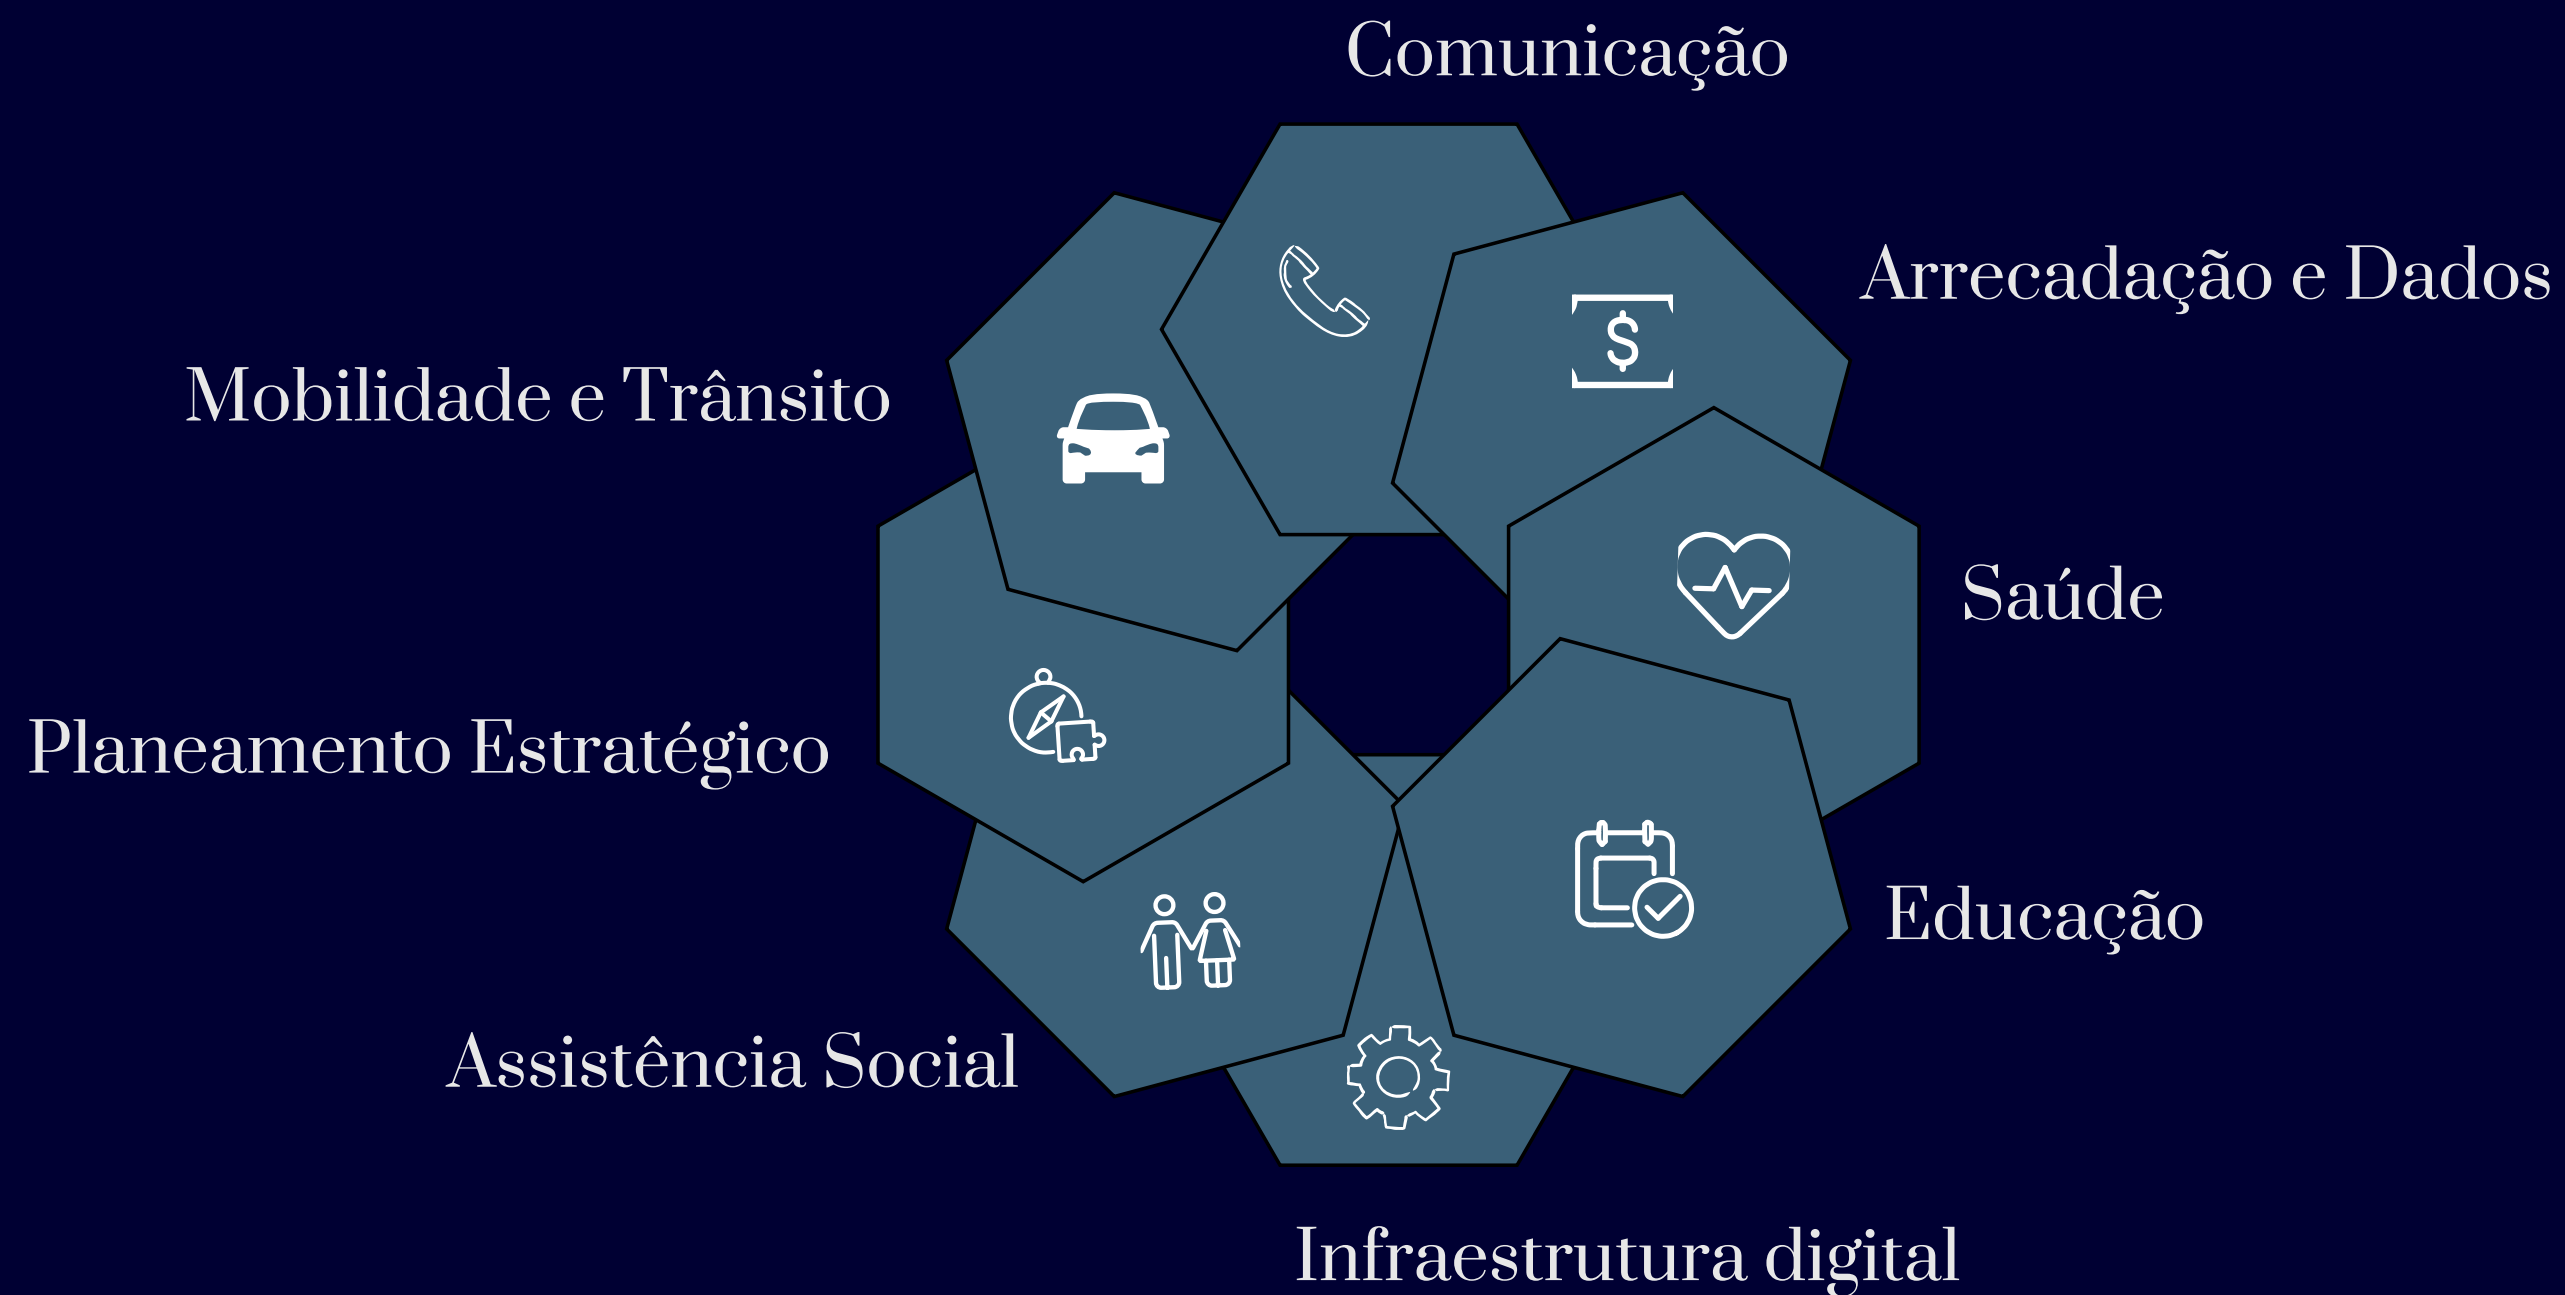 Comunicação
Arrecadação e Dados
Mobilidade e Trânsito
$
Saúde
Planeamento Estratégico
Educação
Assistência Social
Infraestrutura digital